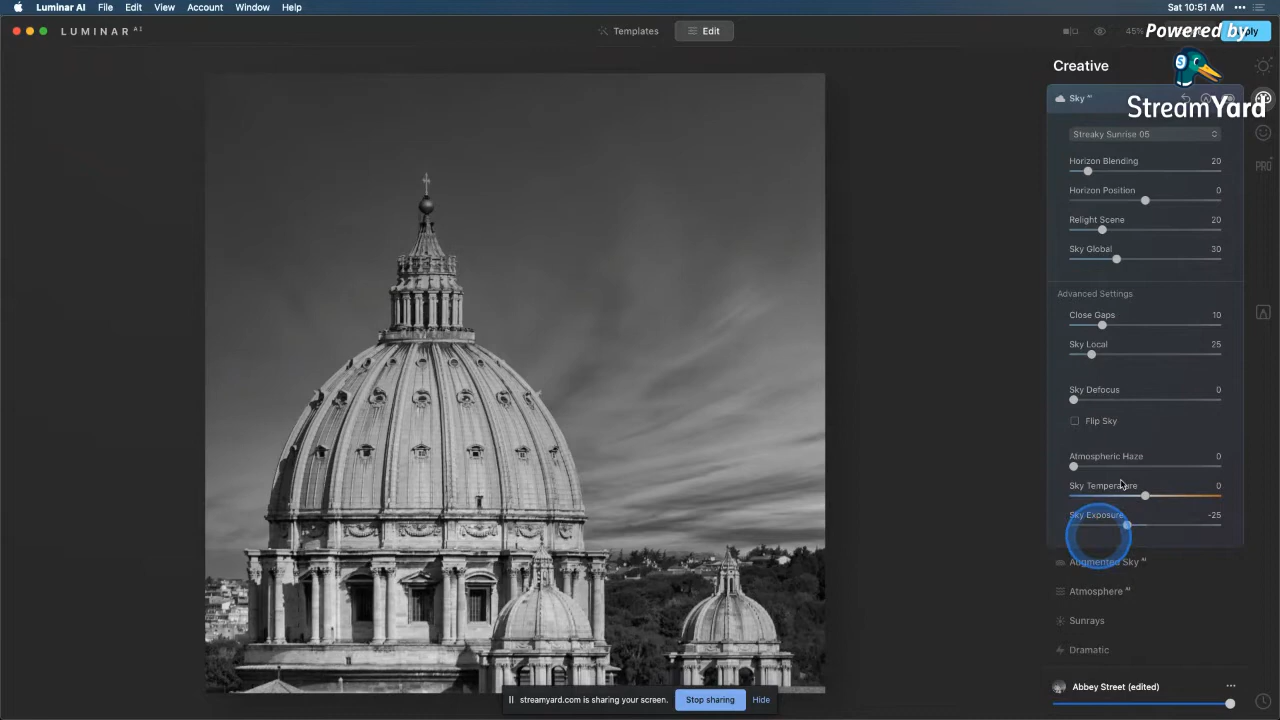 Luminar AI File Edit View Account Window Help
Sat 10:51 AM
LUMINAR AI
Templates
Edit
45%
Powered by
StreamYard
Creative
Sky AI
Streaky Sunrise 05
Horizon Blending 20
Horizon Position 0
Relight Scene 20
Sky Global 30
Advanced Settings
Close Gaps 10
Sky Local 25
Sky Defocus 0
Flip Sky
Atmospheric Haze 0
Sky Temperature 0
Sky Exposure -25
Augmented Sky AI
Atmosphere AI
Sunrays
Dramatic
PRO
Abbey Street (edited)
streamyard.com is sharing your screen.
Stop sharing
Hide